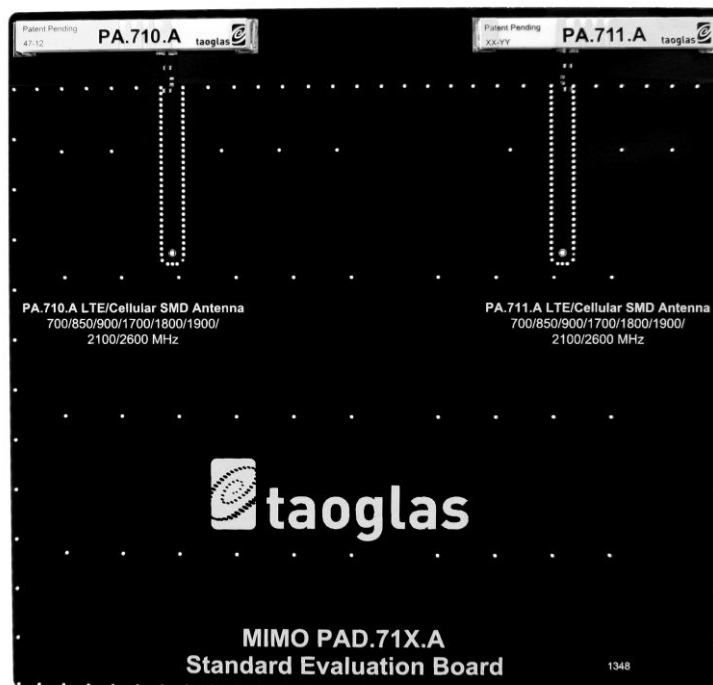 Patent Pending
47-12
PA.710.A
taoglas
Patent Pending
XX-YY
PA.711.A
taoglas
PA.710.A LTE/Cellular SMD Antenna
700/850/900/1700/1800/1900/
2100/2600 MHz
PA.711.A LTE/Cellular SMD Antenna
700/850/900/1700/1800/1900/
2100/2600 MHz
taoglas
MIMO PAD.71X.A
Standard Evaluation Board
1348